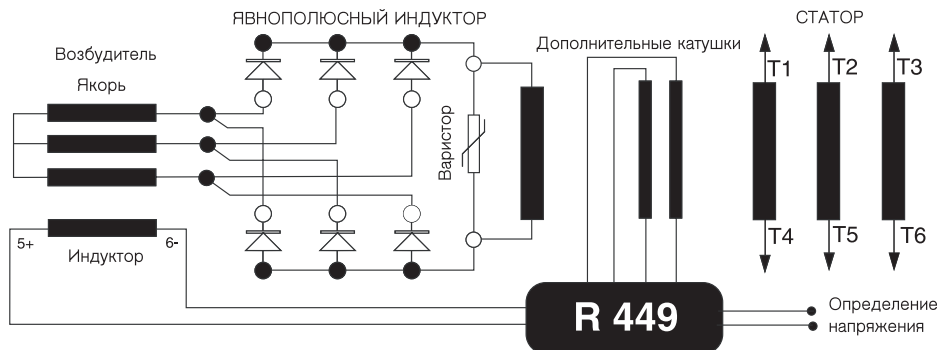 ЯВНОПОЛЮСНЫЙ ИНДУКТОР
СТАТОР
Возбудитель
Якорь
Дополнительные катушки
T1
T2
T3
Варистор
5+
6-
Индуктор
T4
T5
T6
R 449
Определение
напряжения